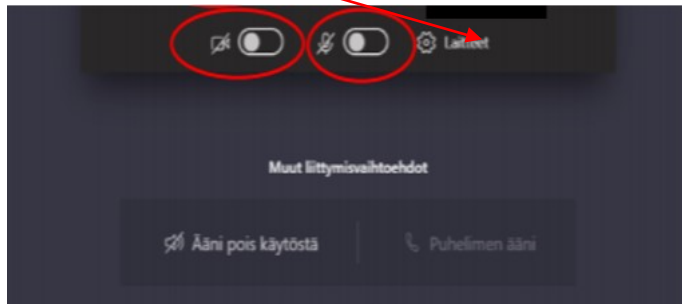 Laitteet
Muut liittymisvaihtoehdot
Ääni pois käytöstä
Puhelimen ääni